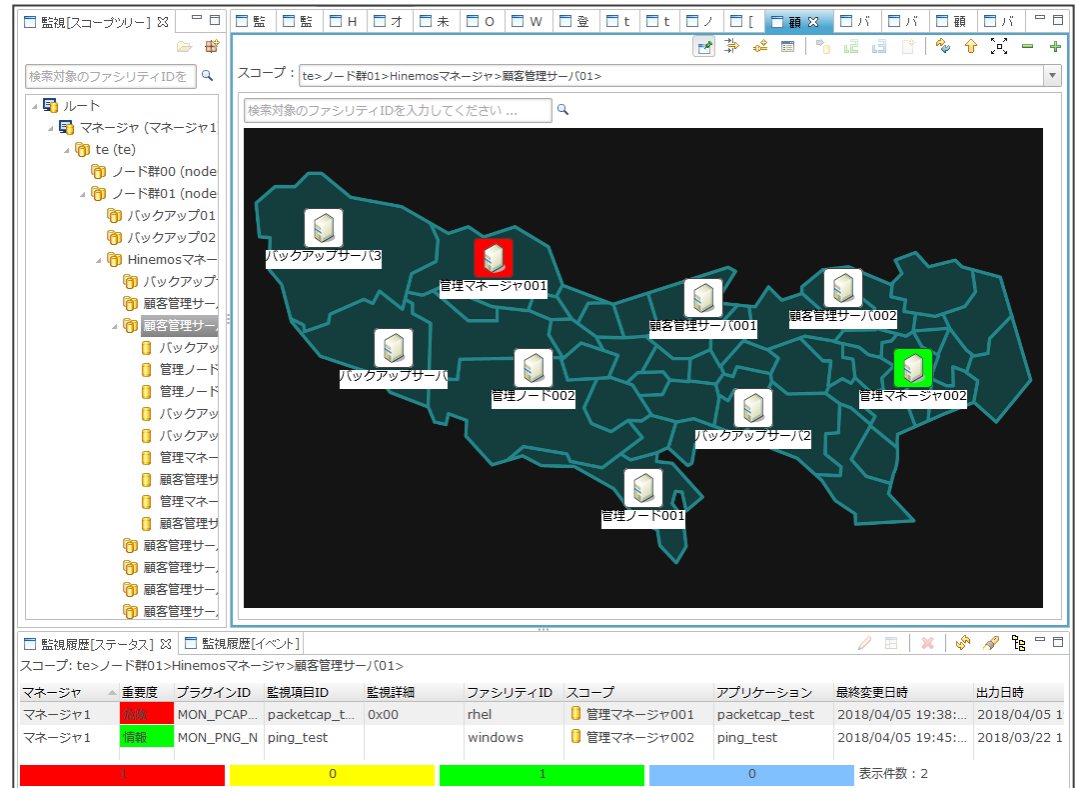 監視[スコープツリー]
検索対象のファシリティIDを
ルート
マネージャ (マネージャ1
te (te)
ノード群00 (node
ノード群01 (node
バックアップ01
バックアップ02
Hinemosマネー
バックアップ
顧客管理サー
顧客管理サー
バックアッ
管理ノード
管理ノード
バックアッ
バックアッ
管理マネー
顧客管理サ
管理マネー
顧客管理サ
顧客管理サー
顧客管理サー
顧客管理サー
顧客管理サー
監 監 H オ 未 O W 登 t t ノ [ 顧 バ バ 顧 バ
スコープ : te>ノード群01>Hinemosマネージャ>顧客管理サーバ01>
検索対象のファシリティIDを入力してください ...
バックアップサーバ3
管理マネージャ001
顧客管理サーバ001
顧客管理サーバ002
バックアップサーバ
管理ノード002
管理マネージャ002
バックアップサーバ2
管理ノード001
監視履歴[ステータス] 監視履歴[イベント]
スコープ: te>ノード群01>Hinemosマネージャ>顧客管理サーバ01>
マネージャ 重要度 プラグインID 監視項目ID 監視詳細 ファシリティID スコープ アプリケーション 最終変更日時 出力日時
マネージャ1 危険 MON_PCAP... packetcap_t... 0x00 rhel 管理マネージャ001 packetcap_test 2018/04/05 19:38:... 2018/04/05 1
マネージャ1 情報 MON_PNG_N ping_test windows 管理マネージャ002 ping_test 2018/04/05 19:45:... 2018/03/22 1
1 0 1 0 表示件数 : 2